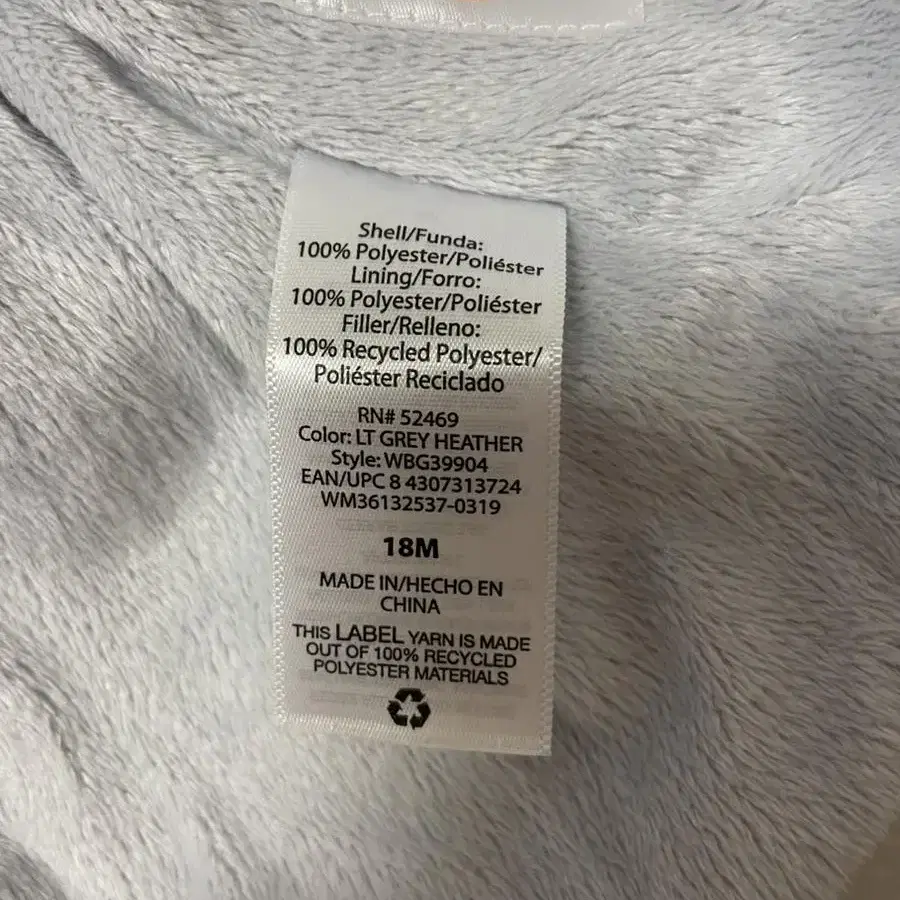 Shell/Funda:
100% Polyester/Poliéster
Lining/Forro:
100% Polyester/Poliéster
Filler/Relleno:
100% Recycled Polyester/
Poliéster Reciclado
RN# 52469
Color: LT GREY HEATHER
Style: WBG39904
EAN/UPC 8 4307313724
WM36132537-0319
18M
MADE IN/HECHO EN
CHINA
THIS LABEL YARN IS MADE
OUT OF 100% RECYCLED
POLYESTER MATERIALS